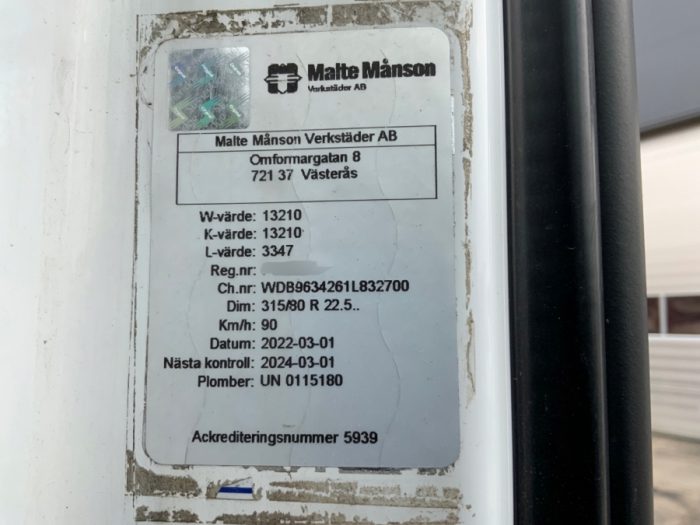 Malte Månson
Verkstäder AB
Malte Månson Verkstäder AB
Omformargatan 8
721 37 Västerås
W-värde: 13210
K-värde: 13210
L-värde: 3347
Reg.nr:
Ch.nr: WDB9634261L832700
Dim: 315/80 R 22.5..
Km/h: 90
Datum: 2022-03-01
Nästa kontroll: 2024-03-01
Plomber: UN 0115180
Ackrediteringsnummer 5939